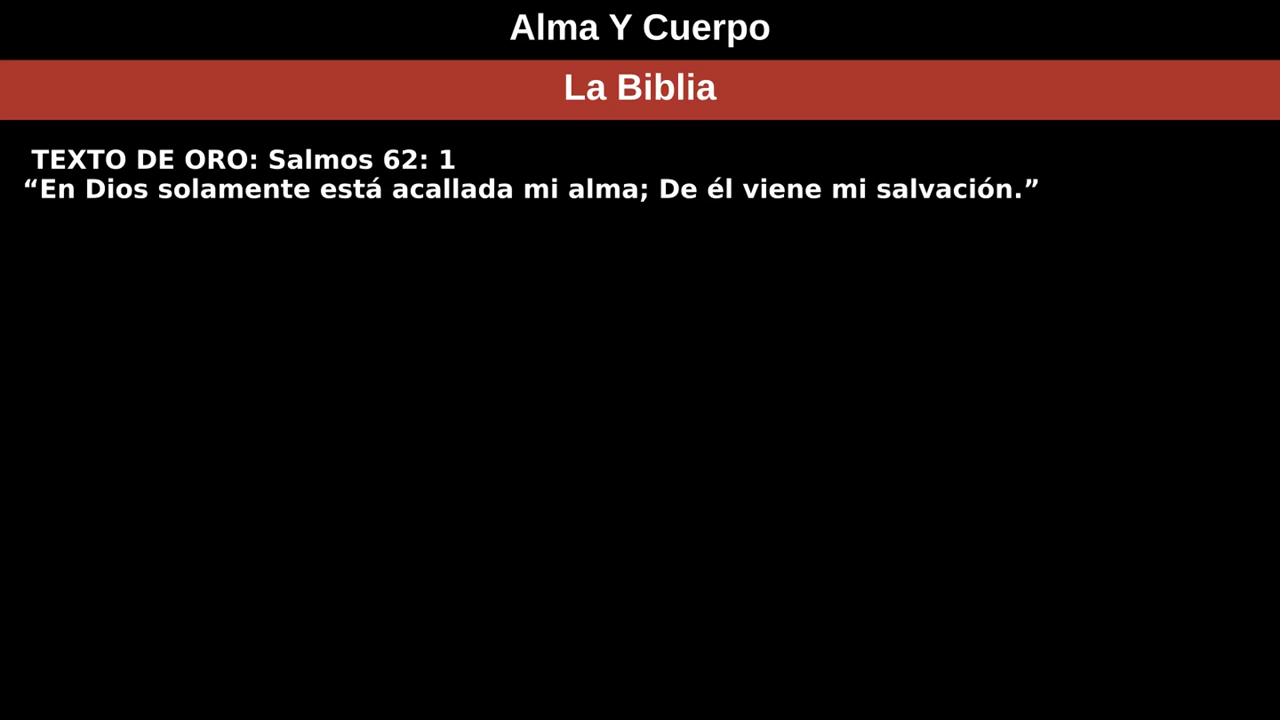 Alma Y Cuerpo
La Biblia
TEXTO DE ORO: Salmos 62: 1
“En Dios solamente está acallada mi alma; De él viene mi salvación.”